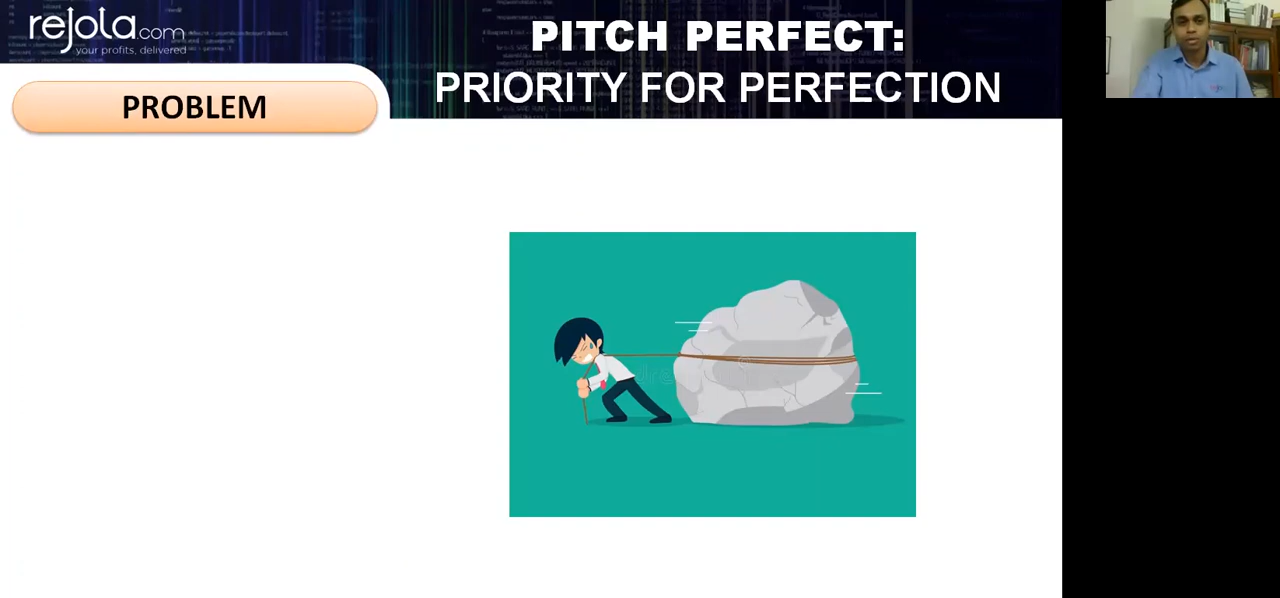 rejola.com
your profits, delivered
PITCH PERFECT:
PRIORITY FOR PERFECTION
PROBLEM